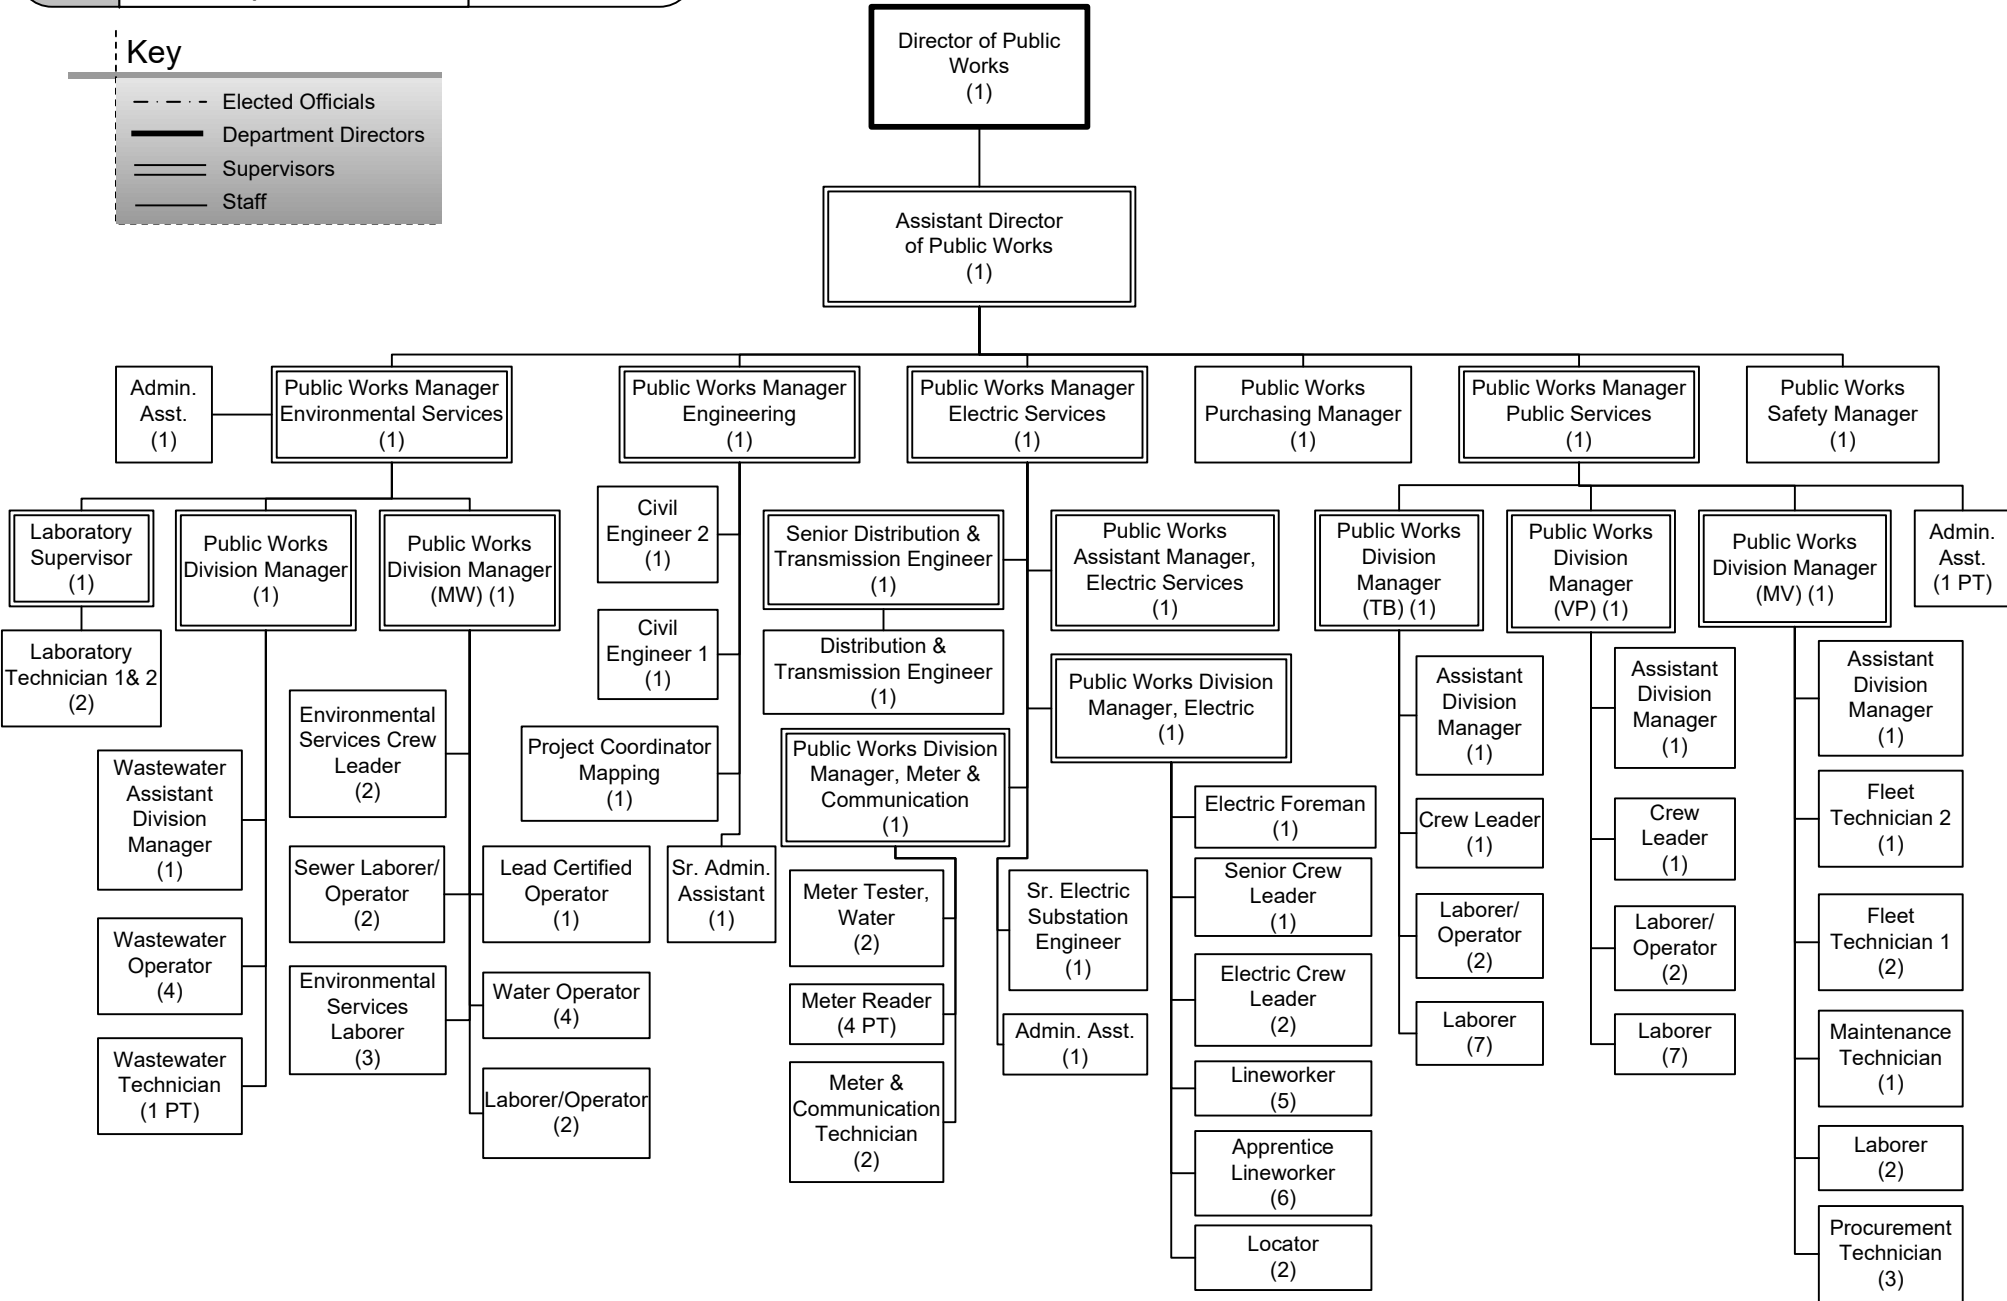 Key
Elected Officials
Department Directors
Supervisors
Staff
Director of Public
Works
(1)
Assistant Director
of Public Works
(1)
Admin.
Asst.
(1)
Public Works Manager
Environmental Services
(1)
Public Works Manager
Engineering
(1)
Public Works Manager
Electric Services
(1)
Public Works
Purchasing Manager
(1)
Public Works Manager
Public Services
(1)
Public Works
Safety Manager
(1)
Laboratory
Supervisor
(1)
Laboratory
Technician 1& 2
(2)
Public Works
Division Manager
(1)
Wastewater
Assistant
Division
Manager
(1)
Wastewater
Operator
(4)
Wastewater
Technician
(1 PT)
Public Works
Division Manager
(MW) (1)
Environmental
Services Crew
Leader
(2)
Sewer Laborer/
Operator
(2)
Environmental
Services
Laborer
(3)
Lead Certified
Operator
(1)
Water Operator
(4)
Laborer/Operator
(2)
Civil
Engineer 2
(1)
Civil
Engineer 1
(1)
Project Coordinator
Mapping
(1)
Sr. Admin.
Assistant
(1)
Senior Distribution &
Transmission Engineer
(1)
Distribution &
Transmission Engineer
(1)
Public Works Division
Manager, Meter &
Communication
(1)
Meter Tester,
Water
(2)
Meter Reader
(4 PT)
Meter &
Communication
Technician
(2)
Public Works
Assistant Manager,
Electric Services
(1)
Public Works Division
Manager, Electric
(1)
Sr. Electric
Substation
Engineer
(1)
Admin. Asst.
(1)
Electric Foreman
(1)
Senior Crew
Leader
(1)
Electric Crew
Leader
(2)
Lineworker
(5)
Apprentice
Lineworker
(6)
Locator
(2)
Public Works
Division
Manager
(TB) (1)
Assistant
Division
Manager
(1)
Crew Leader
(1)
Laborer/
Operator
(2)
Laborer
(7)
Public Works
Division
Manager
(VP) (1)
Assistant
Division
Manager
(1)
Crew
Leader
(1)
Laborer/
Operator
(2)
Laborer
(7)
Public Works
Division Manager
(MV) (1)
Assistant
Division
Manager
(1)
Fleet
Technician 2
(1)
Fleet
Technician 1
(2)
Maintenance
Technician
(1)
Laborer
(2)
Procurement
Technician
(3)
Admin.
Asst.
(1 PT)